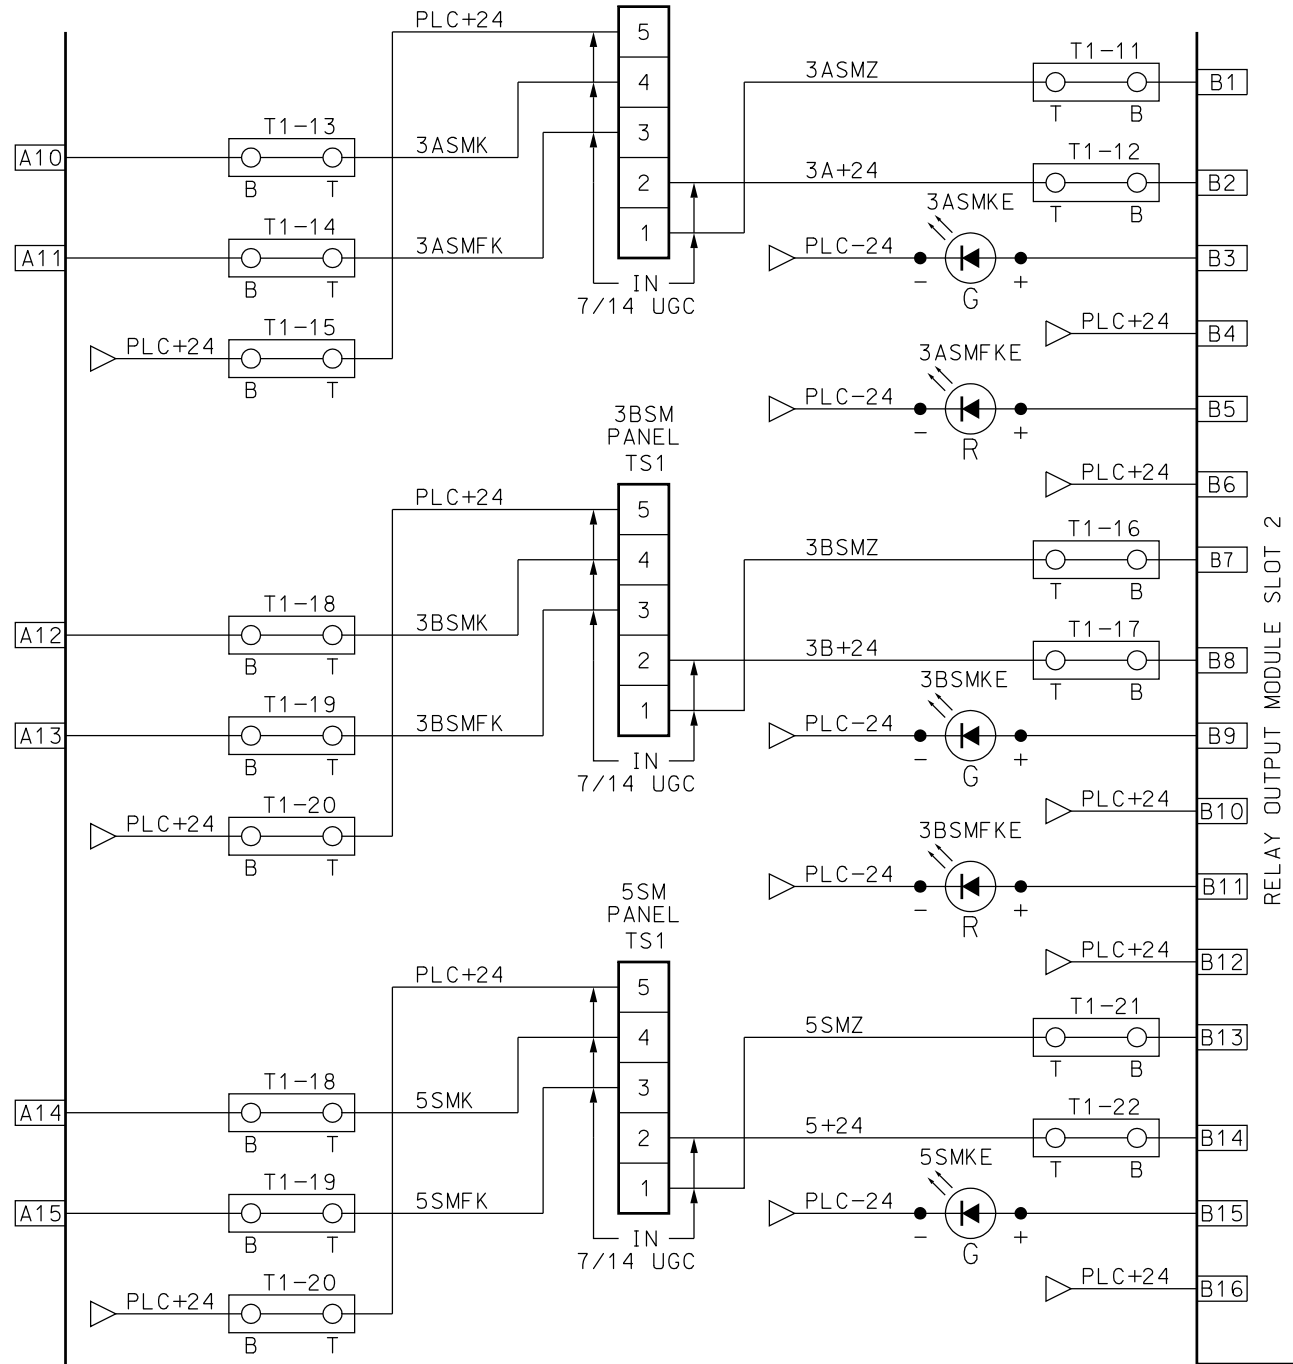 PLC+24
5
4
3
2
1
3ASMZ
T1-11
T B
B1
T1-13
A10
B T
3ASMK
3A+24
T1-12
T B
B2
T1-14
A11
B T
3ASMFK
3ASMKE
PLC-24
- G +
B3
IN
7/14 UGC
T1-15
PLC+24
B T
PLC+24
B4
3ASMFKE
PLC-24
- R +
B5
3BSM
PANEL
TS1
PLC+24
B6
PLC+24
5
4
3
2
1
3BSMZ
T1-16
T B
B7
T1-18
A12
B T
3BSMK
3B+24
T1-17
T B
B8
T1-19
A13
B T
3BSMFK
3BSMKE
PLC-24
- G +
B9
IN
7/14 UGC
T1-20
PLC+24
B T
PLC+24
B10
3BSMFKE
PLC-24
- R +
B11
RELAY OUTPUT MODULE SLOT 2
5SM
PANEL
TS1
PLC+24
B12
PLC+24
5
4
3
2
1
5SMZ
T1-21
T B
B13
T1-18
A14
B T
5SMK
5+24
T1-22
T B
B14
T1-19
A15
B T
5SMFK
5SMKE
PLC-24
- G +
B15
IN
7/14 UGC
T1-20
PLC+24
B T
PLC+24
B16